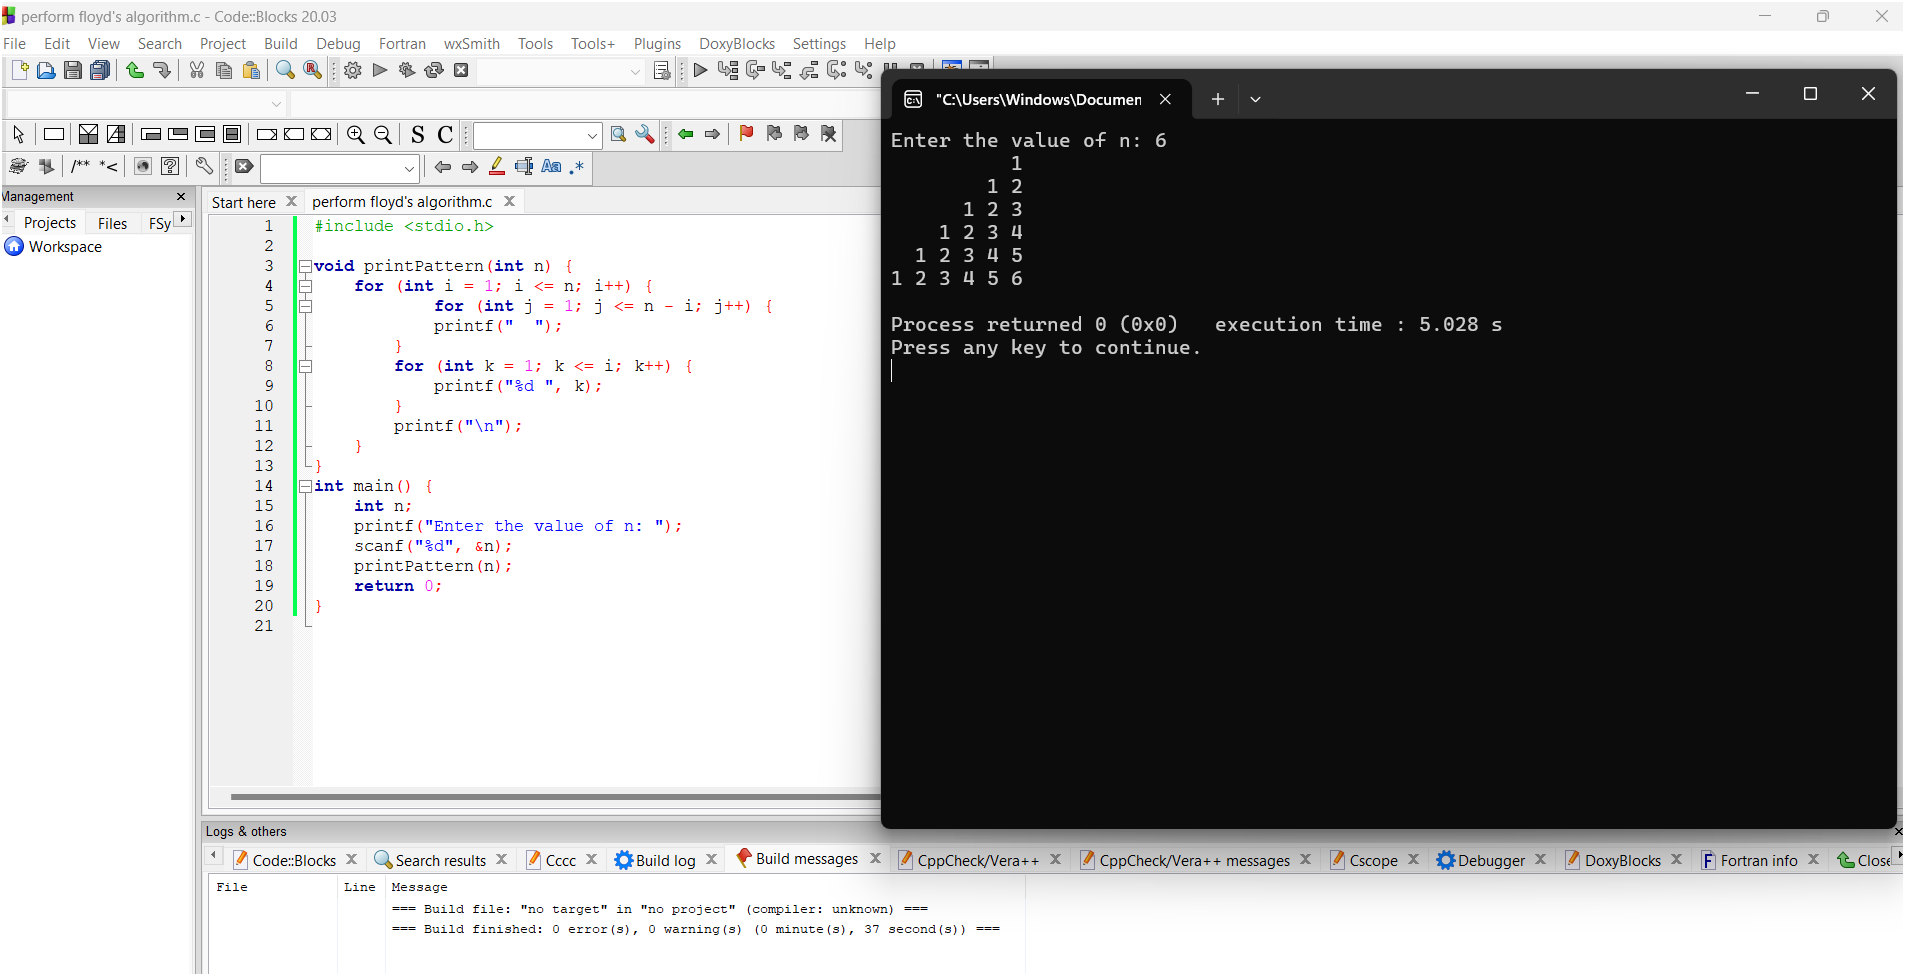 perform floyd's algorithm.c - Code::Blocks 20.03
File Edit View Search Project Build Debug Fortran wxSmith Tools Tools+ Plugins DoxyBlocks Settings Help
S C
/** *< Aa .*
Management
Projects Files FSy
Workspace
Start here perform floyd's algorithm.c
1 #include <stdio.h>
2
3 void printPattern(int n) {
4     for (int i = 1; i <= n; i++) {
5             for (int j = 1; j <= n - i; j++) {
6             printf("  ");
7         }
8         for (int k = 1; k <= i; k++) {
9             printf("%d ", k);
10         }
11         printf("\n");
12     }
13 }
14 int main() {
15     int n;
16     printf("Enter the value of n: ");
17     scanf("%d", &n);
18     printPattern(n);
19     return 0;
20 }
21
"C:\Users\Windows\Documen
Enter the value of n: 6
1
1 2
1 2 3
1 2 3 4
1 2 3 4 5
1 2 3 4 5 6
Process returned 0 (0x0)   execution time : 5.028 s
Press any key to continue.
Logs & others
Code::Blocks Search results Cccc Build log Build messages CppCheck/Vera++ CppCheck/Vera++ messages Cscope Debugger DoxyBlocks Fortran info Close
File Line Message
=== Build file: "no target" in "no project" (compiler: unknown) ===
=== Build finished: 0 error(s), 0 warning(s) (0 minute(s), 37 second(s)) ===